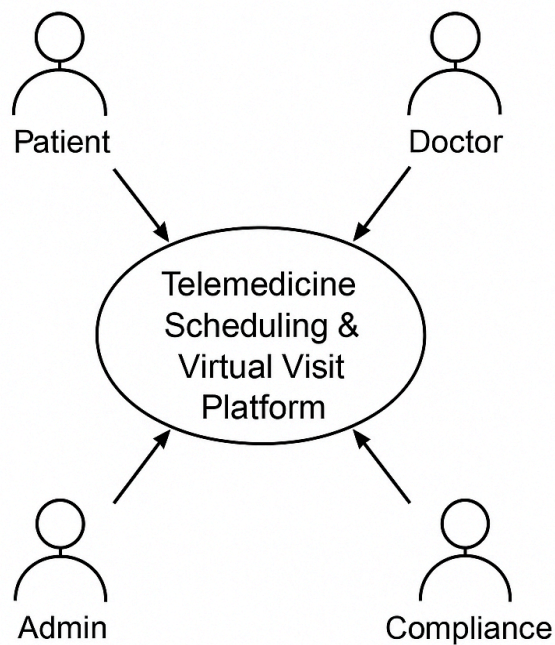 Patient
Doctor
Telemedicine
Scheduling &
Virtual Visit
Platform
Admin
Compliance